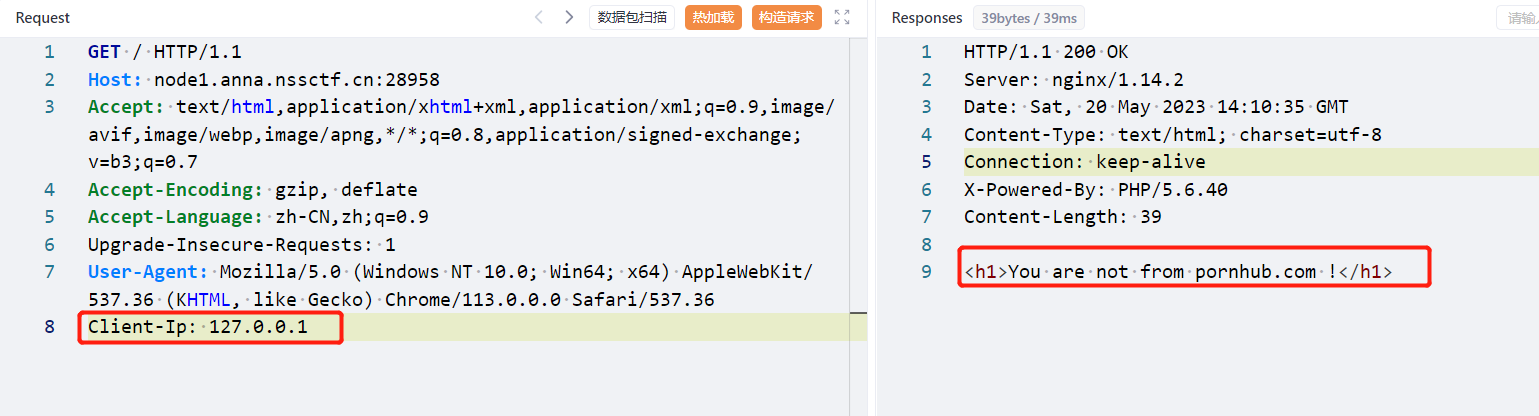 Request
数据包扫描
热加载
构造请求
Responses
39bytes / 39ms
1 GET / HTTP/1.1
2 Host: node1.anna.nssctf.cn:28958
3 Accept: text/html,application/xhtml+xml,application/xml;q=0.9,image/
avif,image/webp,image/apng,*/*;q=0.8,application/signed-exchange;
v=b3;q=0.7
4 Accept-Encoding: gzip, deflate
5 Accept-Language: zh-CN,zh;q=0.9
6 Upgrade-Insecure-Requests: 1
7 User-Agent: Mozilla/5.0 (Windows NT 10.0; Win64; x64) AppleWebKit/
537.36 (KHTML, like Gecko) Chrome/113.0.0.0 Safari/537.36
8 Client-Ip: 127.0.0.1
1 HTTP/1.1 200 OK
2 Server: nginx/1.14.2
3 Date: Sat, 20 May 2023 14:10:35 GMT
4 Content-Type: text/html; charset=utf-8
5 Connection: keep-alive
6 X-Powered-By: PHP/5.6.40
7 Content-Length: 39
8
9 <h1>You are not from pornhub.com !</h1>